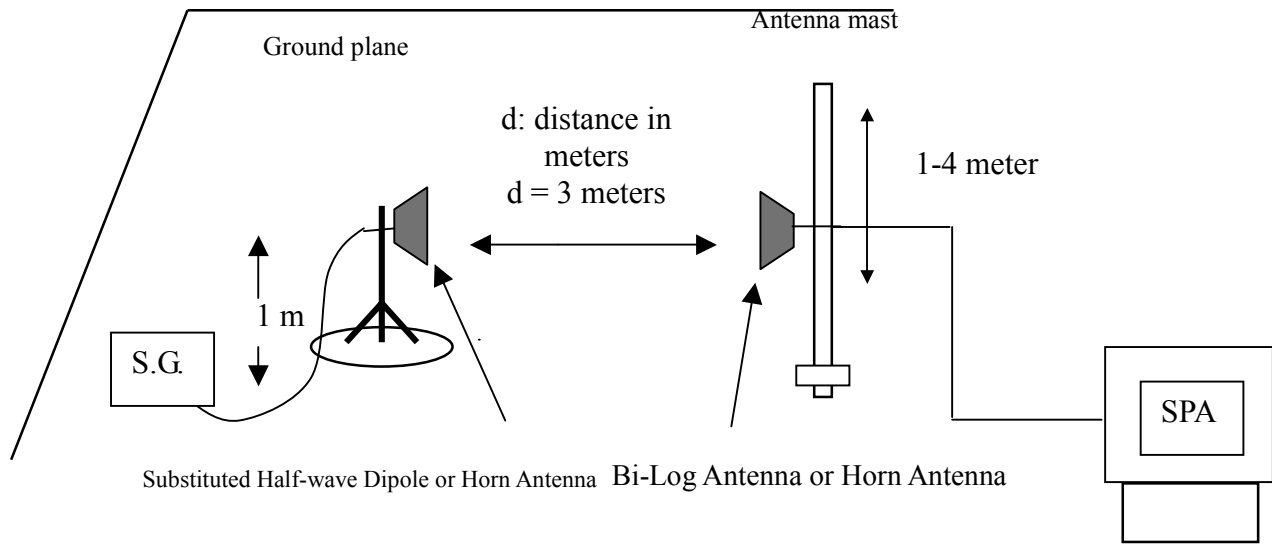 Antenna mast
Ground plane
d: distance in
meters
d = 3 meters
1-4 meter
1 m
S.G.
SPA
Substituted Half-wave Dipole or Horn Antenna
Bi-Log Antenna or Horn Antenna